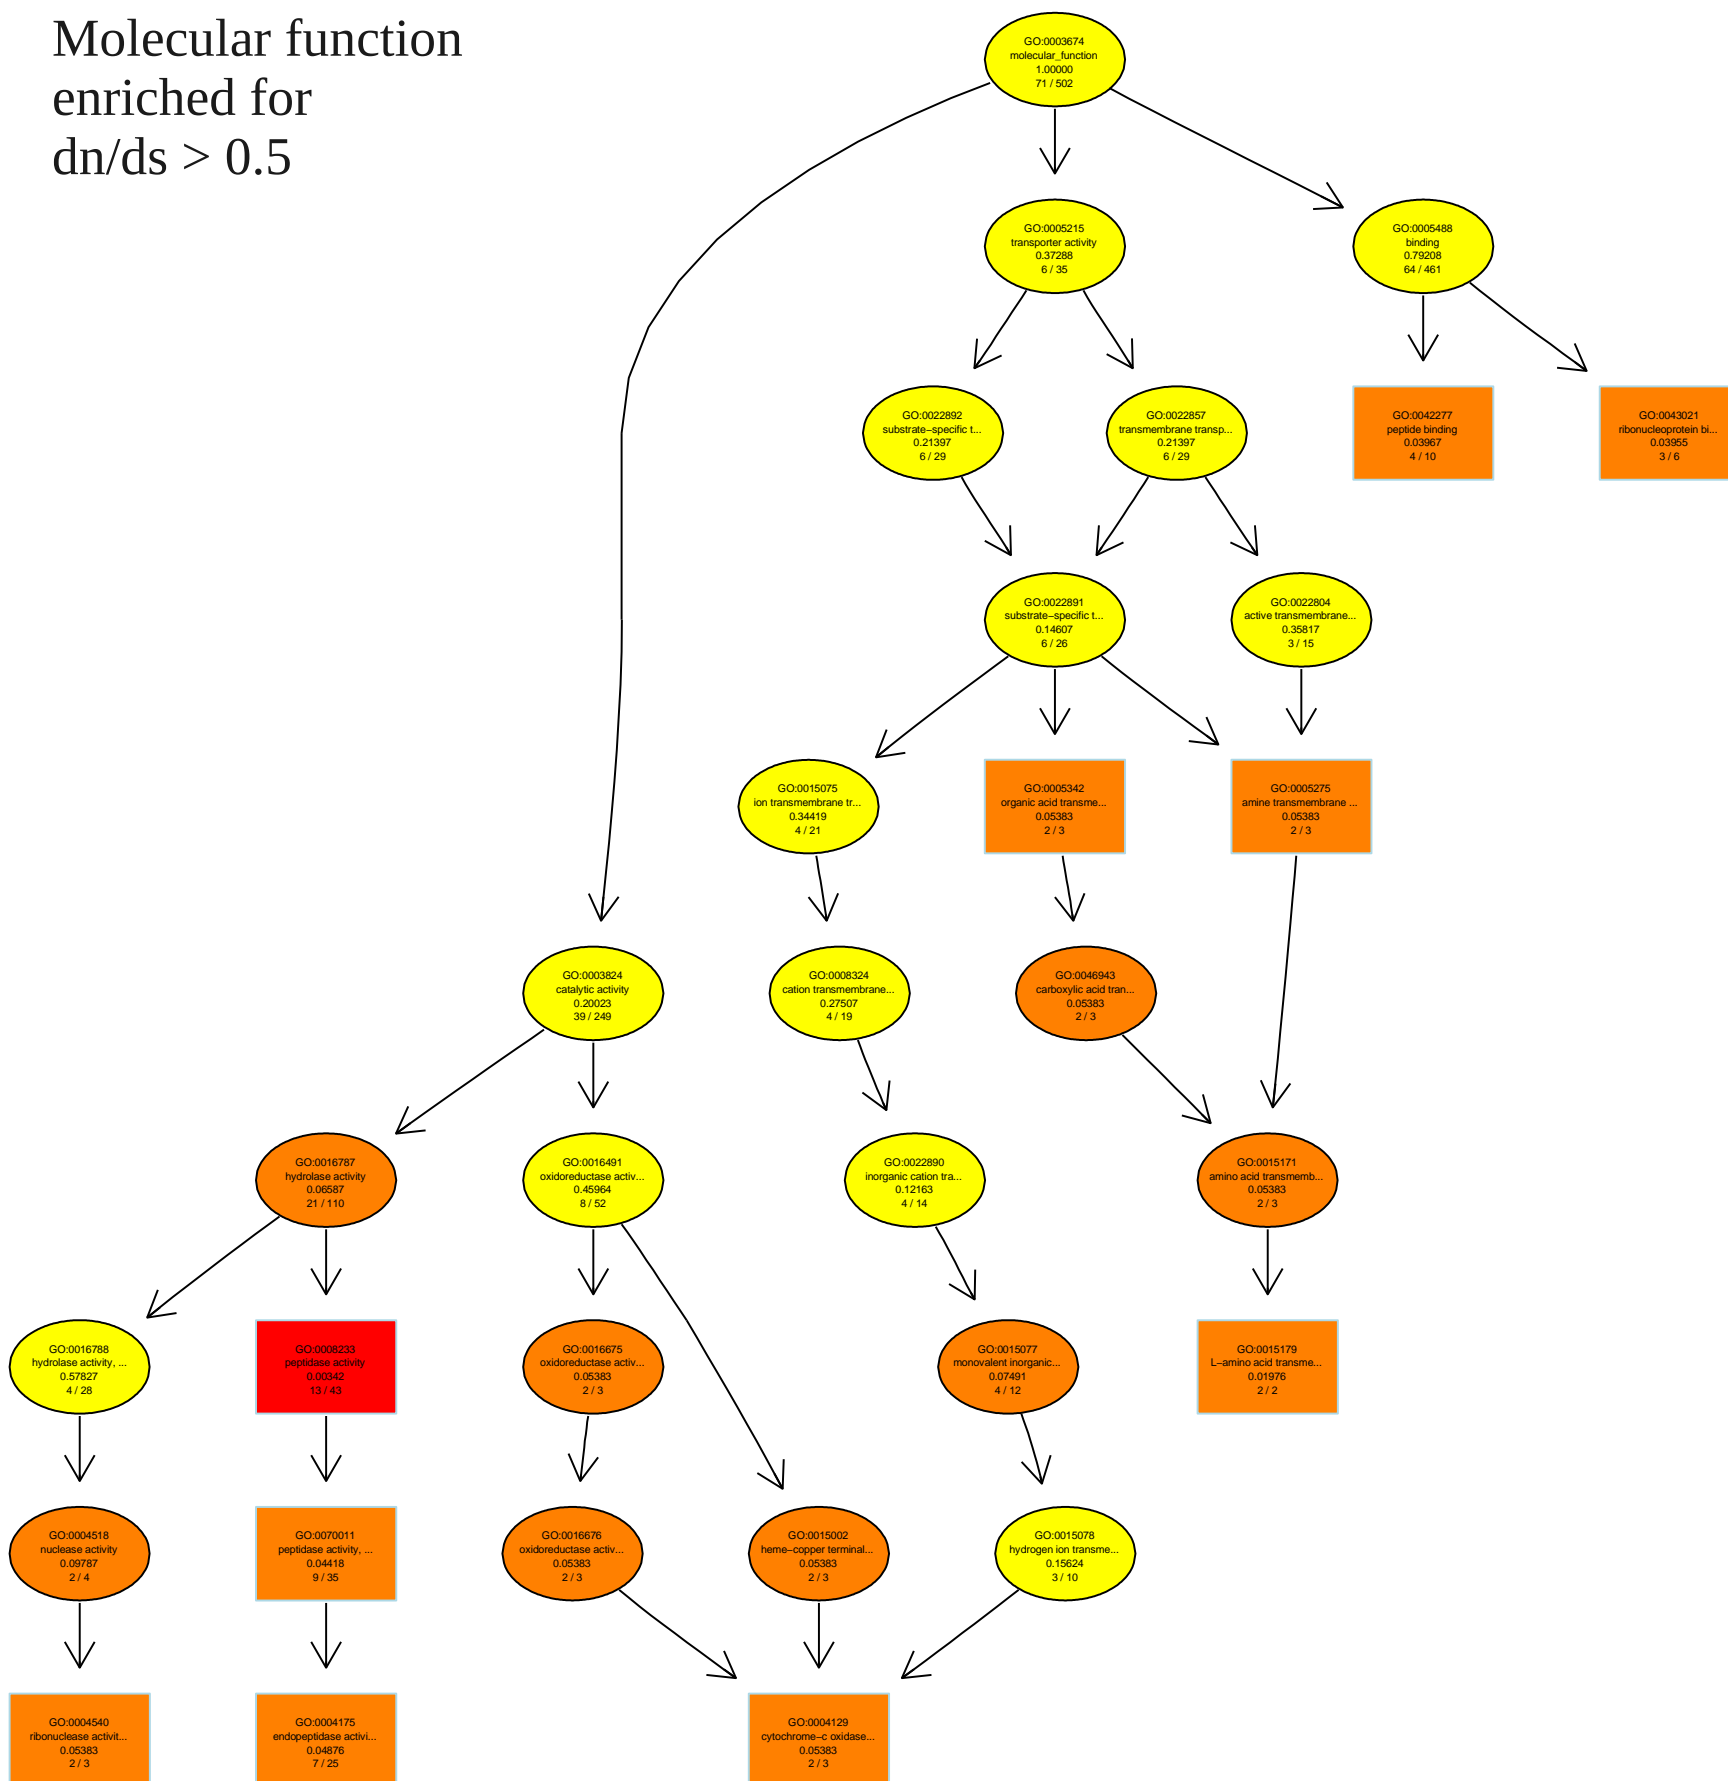 Molecular function
enriched for
dn/ds > 0.5
GO:0003674
molecular_function
1.00000
71 / 502
GO:0005215
transporter activity
0.37288
6 / 35
GO:0005488
binding
0.79208
64 / 461
GO:0022892
substrate−specific t...
0.21397
6 / 29
GO:0022857
transmembrane transp...
0.21397
6 / 29
GO:0042277
peptide binding
0.03967
4 / 10
GO:0043021
ribonucleoprotein bi...
0.03955
3 / 6
GO:0022891
substrate−specific t...
0.14607
6 / 26
GO:0022804
active transmembrane...
0.35817
3 / 15
GO:0015075
ion transmembrane tr...
0.34419
4 / 21
GO:0005342
organic acid transme...
0.05383
2 / 3
GO:0005275
amine transmembrane ...
0.05383
2 / 3
GO:0003824
catalytic activity
0.20023
39 / 249
GO:0008324
cation transmembrane...
0.27507
4 / 19
GO:0046943
carboxylic acid tran...
0.05383
2 / 3
GO:0016787
hydrolase activity
0.06587
21 / 110
GO:0016491
oxidoreductase activ...
0.45964
8 / 52
GO:0022890
inorganic cation tra...
0.12163
4 / 14
GO:0015171
amino acid transmemb...
0.05383
2 / 3
GO:0016788
hydrolase activity, ...
0.57827
4 / 28
GO:0008233
peptidase activity
0.00342
13 / 43
GO:0016675
oxidoreductase activ...
0.05383
2 / 3
GO:0015077
monovalent inorganic...
0.07491
4 / 12
GO:0015179
L−amino acid transme...
0.01976
2 / 2
GO:0004518
nuclease activity
0.09787
2 / 4
GO:0070011
peptidase activity, ...
0.04418
9 / 35
GO:0016676
oxidoreductase activ...
0.05383
2 / 3
GO:0015002
heme−copper terminal...
0.05383
2 / 3
GO:0015078
hydrogen ion transme...
0.15624
3 / 10
GO:0004540
ribonuclease activit...
0.05383
2 / 3
GO:0004175
endopeptidase activi...
0.04876
7 / 25
GO:0004129
cytochrome−c oxidase...
0.05383
2 / 3